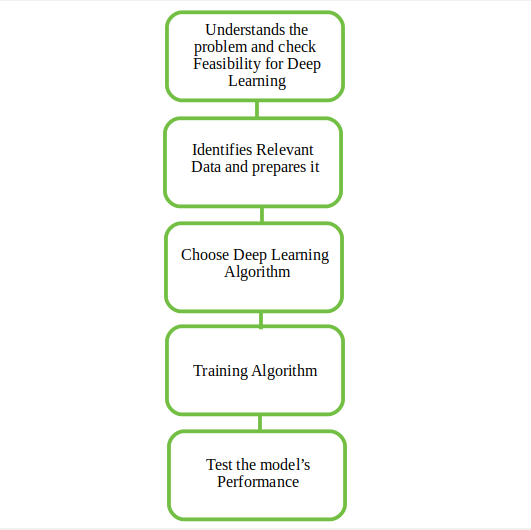 Understands the
problem and check
Feasibility for Deep
Learning
Identifies Relevant
Data and prepares it
Choose Deep Learning
Algorithm
Training Algorithm
Test the model’s
Performance